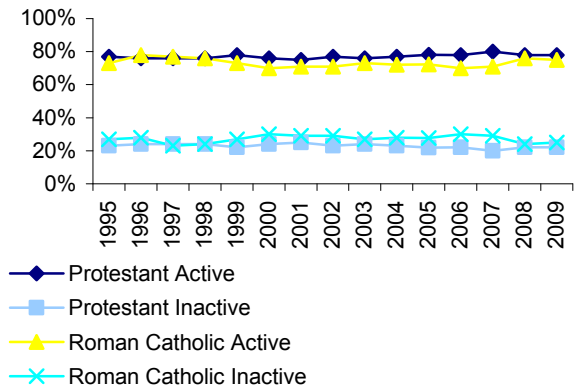 100%
80%
60%
40%
20%
0%
1995 1996 1997 1998 1999 2000 2001 2002 2003 2004 2005 2006 2007 2008 2009
Protestant Active
Protestant Inactive
Roman Catholic Active
Roman Catholic Inactive